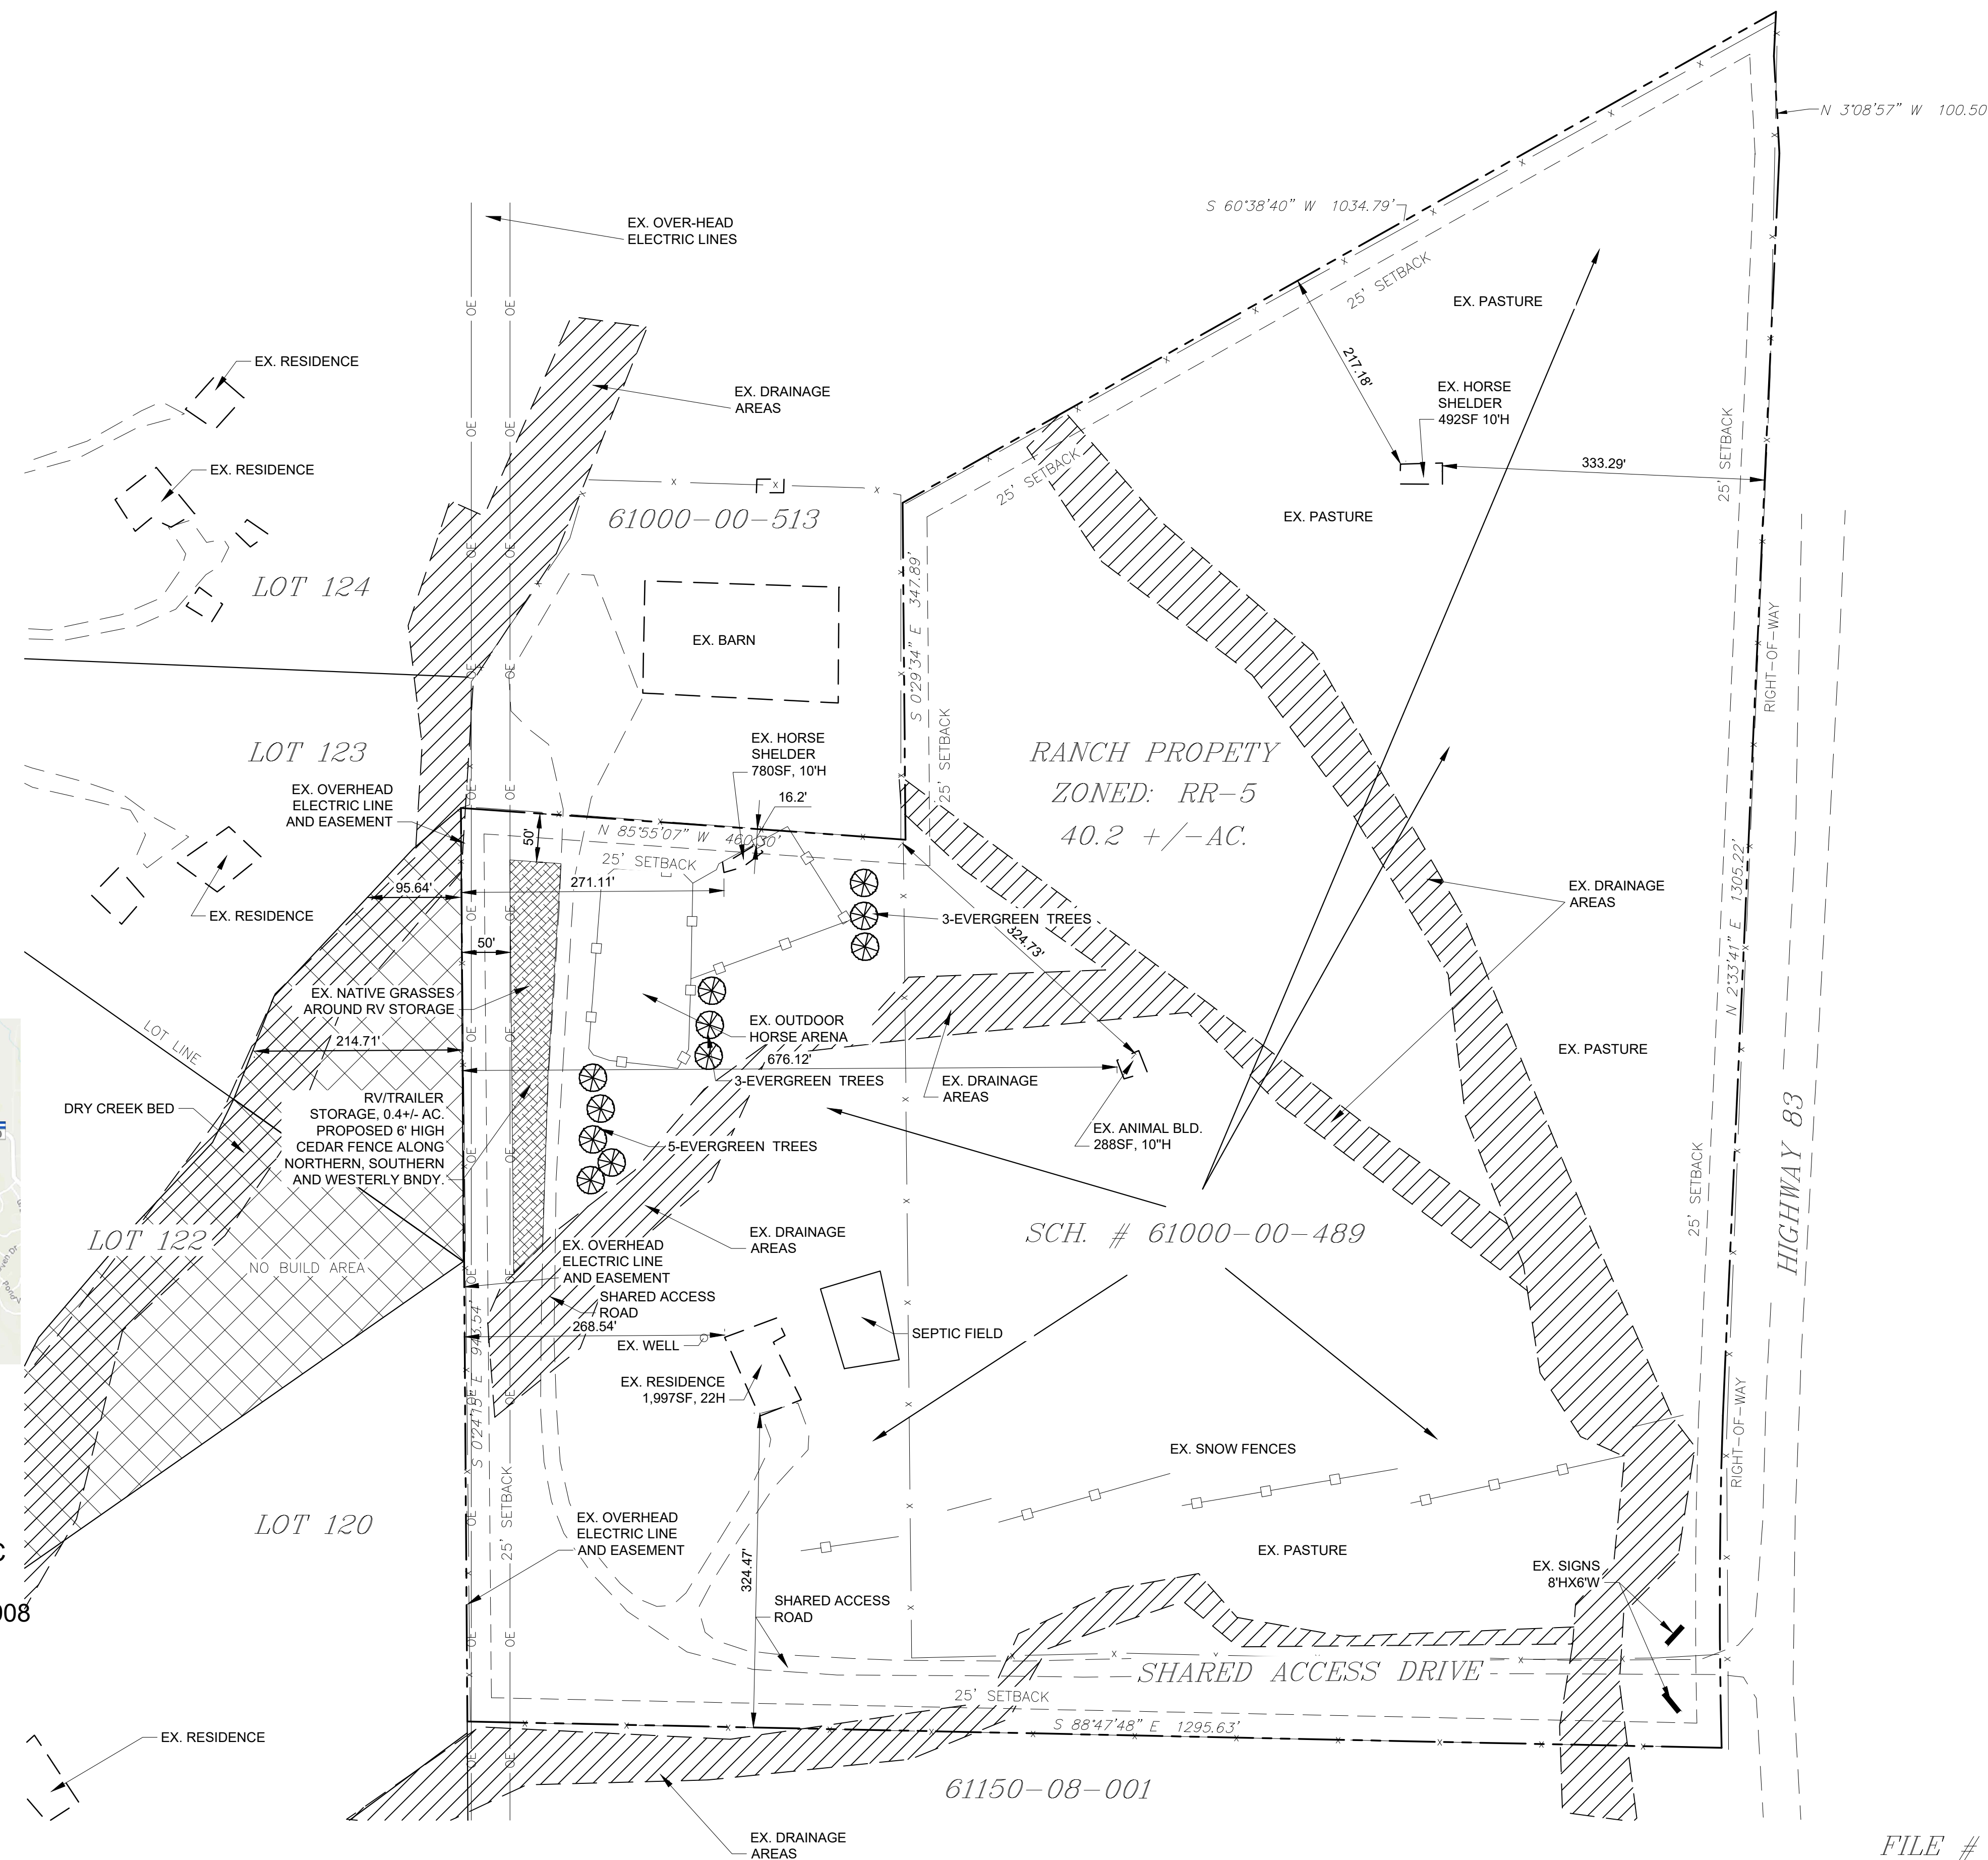 N 3°08'57" W 100.50
S 60°38'40" W 1034.79'
EX. OVER-HEAD
ELECTRIC LINES
25' SETBACK
EX. PASTURE
217.18'
EX. RESIDENCE
EX. DRAINAGE
AREAS
EX. HORSE
SHELDER
492SF 10'H
333.29'
25' SETBACK
EX. RESIDENCE
25' SETBACK
61000-00-513
EX. PASTURE
LOT 124
S 0°29'34" E 347.89'
EX. BARN
RIGHT-OF-WAY
LOT 123
EX. HORSE
SHELDER
780SF, 10'H
16.2'
25' SETBACK
RANCH PROPETY
ZONED: RR-5
40.2 +/-AC.
EX. OVERHEAD
ELECTRIC LINE
AND EASEMENT
N 85°55'07" W 460.30'
50'
25' SETBACK
95.64'
271.11'
EX. DRAINAGE
AREAS
EX. RESIDENCE
3-EVERGREEN TREES
324.73'
50'
N 2°33'41" E 1305.22'
EX. NATIVE GRASSES
AROUND RV STORAGE
EX. OUTDOOR
HORSE ARENA
LOT LINE
214.71'
676.12'
EX. PASTURE
3-EVERGREEN TREES
EX. DRAINAGE
AREAS
DRY CREEK BED
RV/TRAILER
STORAGE, 0.4+/- AC.
PROPOSED 6' HIGH
CEDAR FENCE ALONG
NORTHERN, SOUTHERN
AND WESTERLY BNDY.
5-EVERGREEN TREES
EX. ANIMAL BLD.
288SF, 10"H
HIGHWAY 83
25' SETBACK
LOT 122
NO BUILD AREA
EX. DRAINAGE
AREAS
SCH. # 61000-00-489
EX. OVERHEAD
ELECTRIC LINE
AND EASEMENT
SHARED ACCESS
ROAD
268.54'
EX. WELL
SEPTIC FIELD
S 0°24'19" E 943.54'
EX. RESIDENCE
1,997SF, 22H
RIGHT-OF-WAY
EX. SNOW FENCES
25' SETBACK
LOT 120
EX. OVERHEAD
ELECTRIC LINE
AND EASEMENT
324.47'
EX. PASTURE
EX. SIGNS
8'HX6'W
008
SHARED ACCESS
ROAD
SHARED ACCESS DRIVE
25' SETBACK
S 88°47'48" E 1295.63'
EX. RESIDENCE
61150-08-001
EX. DRAINAGE
AREAS
FILE #